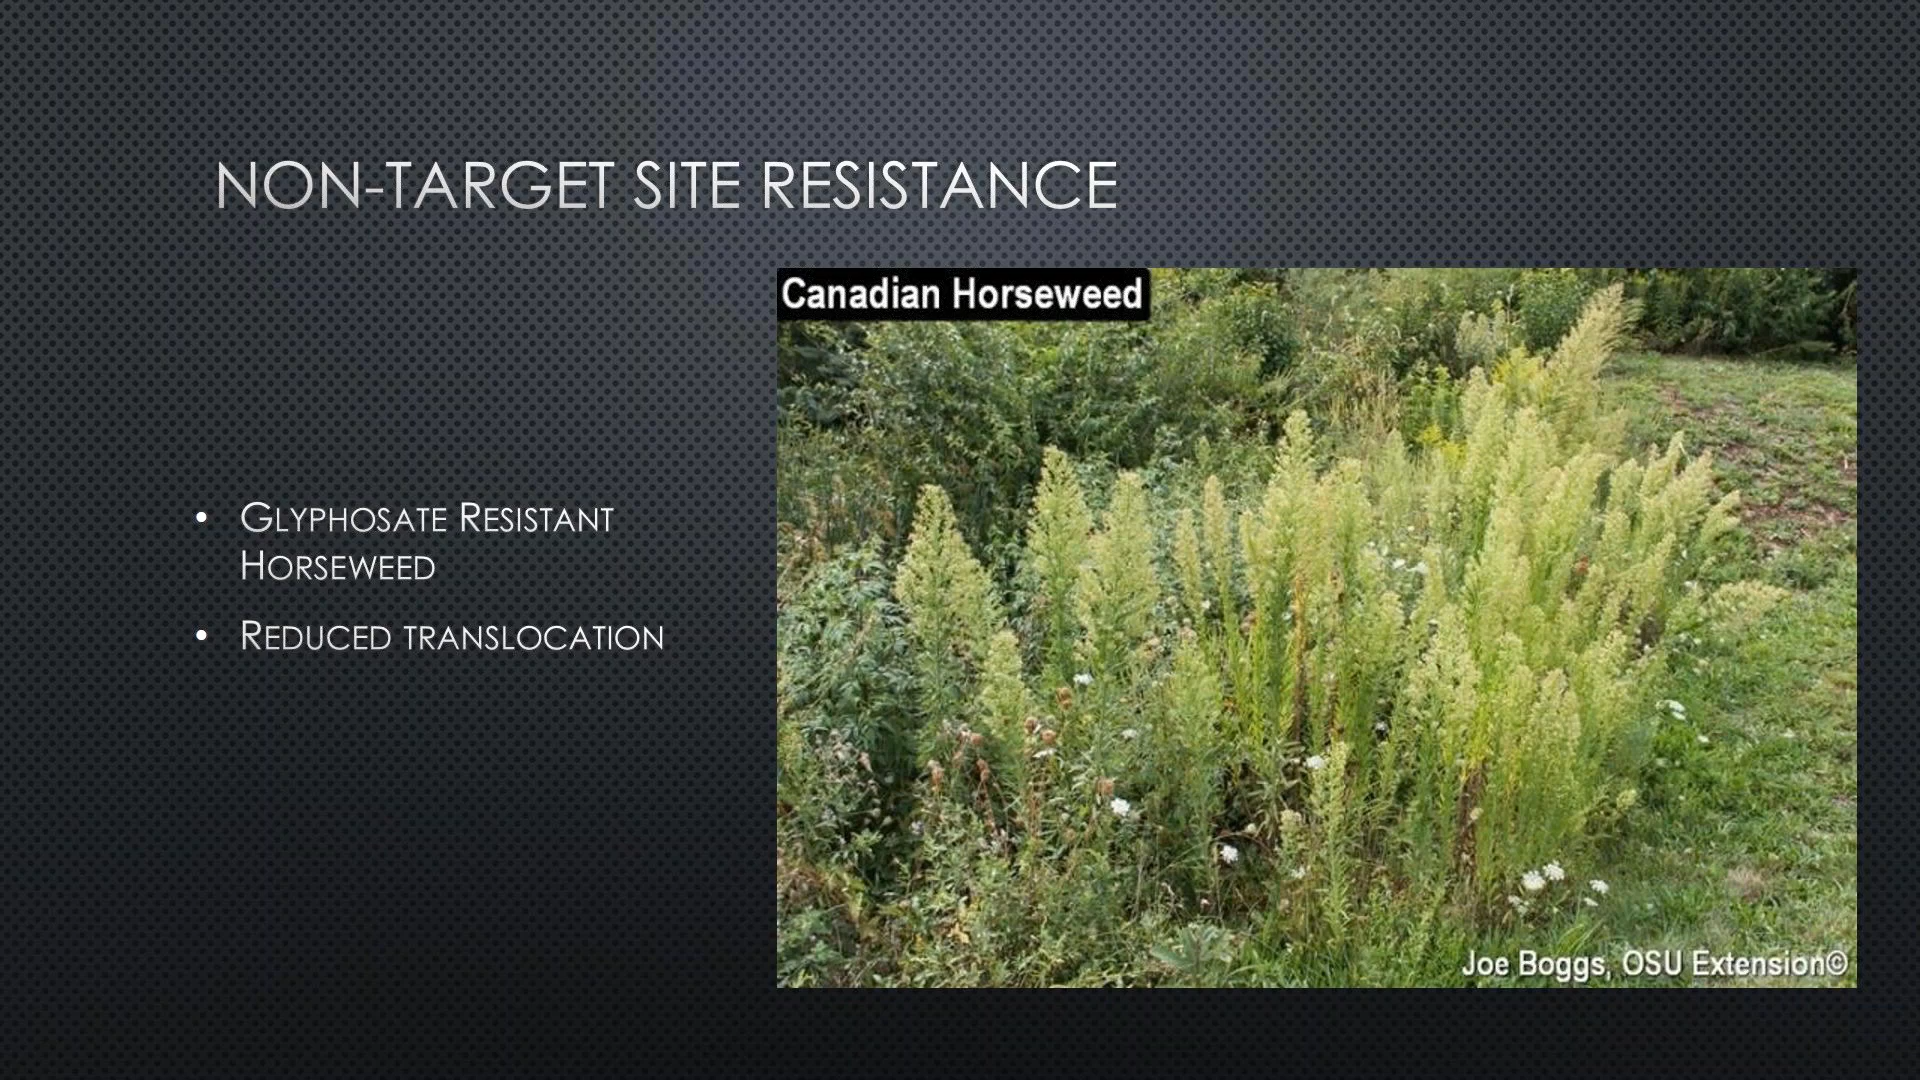 NON-TARGET SITE RESISTANCE
Canadian Horseweed
• GLYPHOSATE RESISTANT
HORSEWEED
• REDUCED TRANSLOCATION
Joe Boggs, OSU Extension©